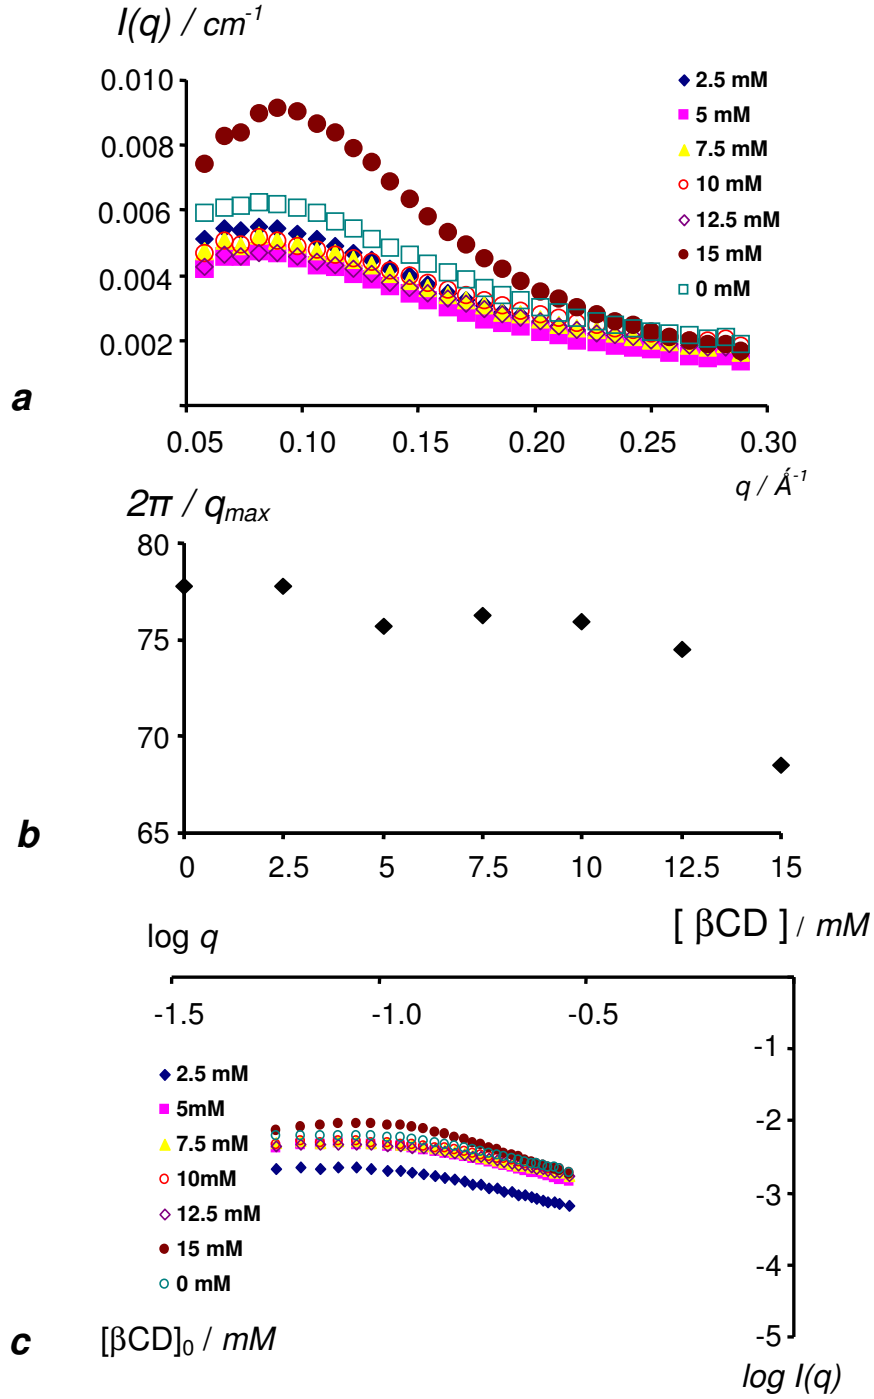 I(q) / cm-1
0.010
0.008
0.006
0.004
0.002
2.5 mM
5 mM
7.5 mM
10 mM
12.5 mM
15 mM
0 mM
a
0.05 0.10 0.15 0.20 0.25 0.30
q / Ǻ-1
2π / qmax
80
75
70
65
b
0 2.5 5 7.5 10 12.5 15
[ βCD ] / mM
log q
-1.5 -1.0 -0.5
-1
-2
-3
-4
-5
2.5 mM
5mM
7.5 mM
10mM
12.5 mM
15 mM
0 mM
c [βCD]0 / mM
log I(q)